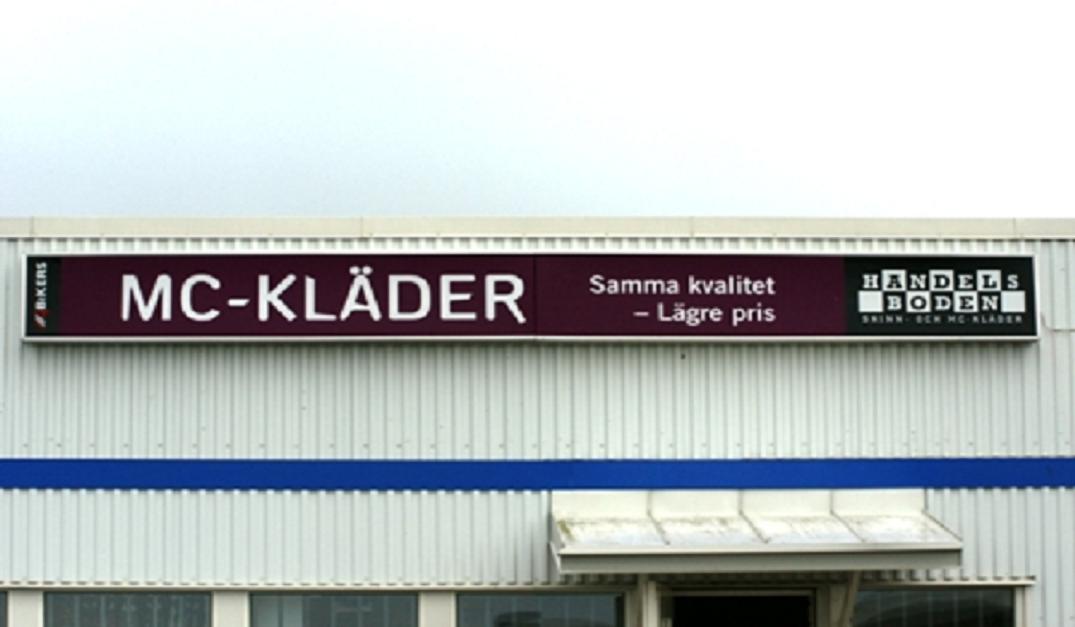 BIKERS
MC-KLÄDER
Samma kvalitet
– Lägre pris
HANDELS
BODEN
SKINN- OCH MC-KLÄDER